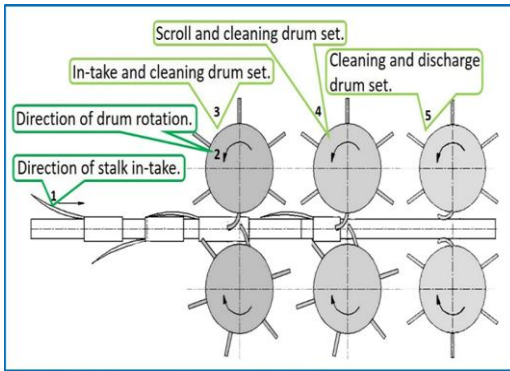 Scroll and cleaning drum set.
In-take and cleaning drum set.
Cleaning and discharge
drum set.
3
4
5
Direction of drum rotation.
2
Direction of stalk in-take.
1